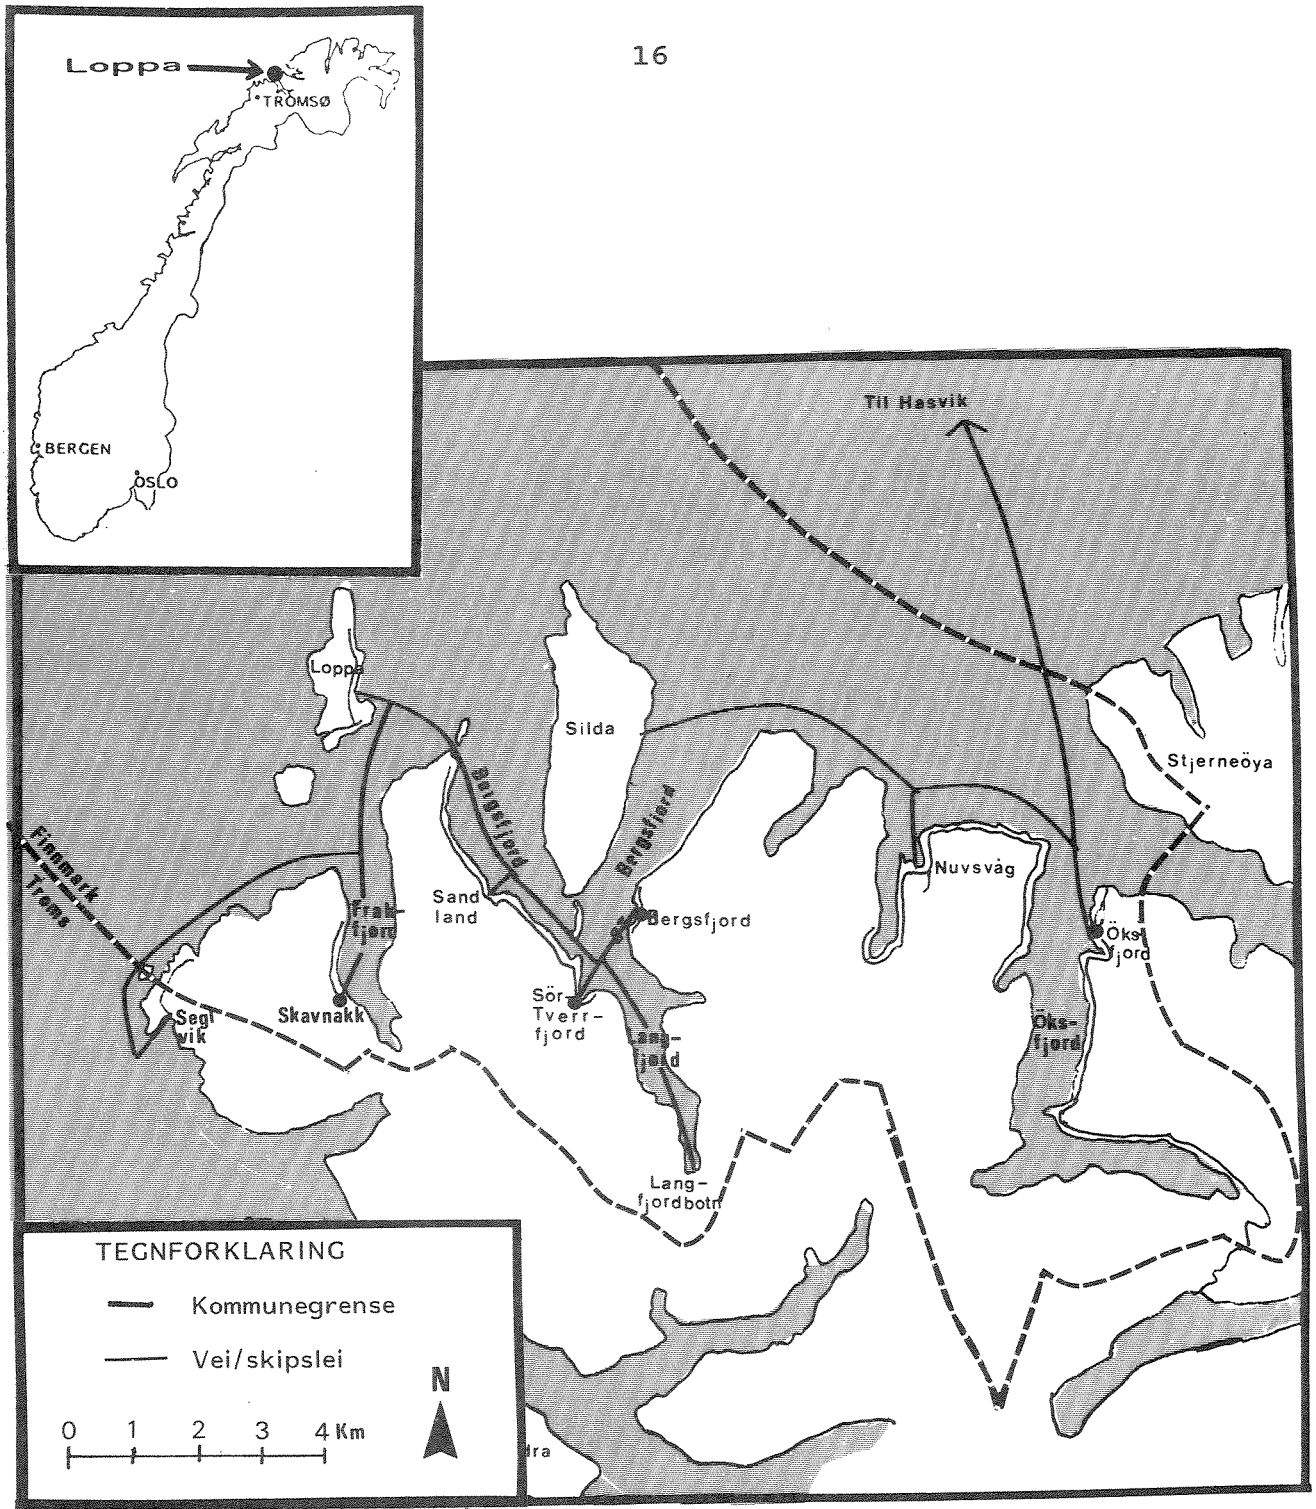 16
Loppa
TROMSØ
BERGEN
OSLO
Til Hasvik
Loppa
Silda
Stjerneöya
Bergsfjord
Bergsfjord
Finnmark
Troms
Sand
land
Nuvsvåg
Frak-
fjord
Bergsfjord
Öks
fjord
Sör-
Tverr-
fjord
Skavnakk
Segl
vik
Lang-
fjord
Öks-
fjord
Lang-
fjordbotn
TEGNFORKLARING
Kommunegrense
Vei/skipslei
N
0 1 2 3 4 Km
dra